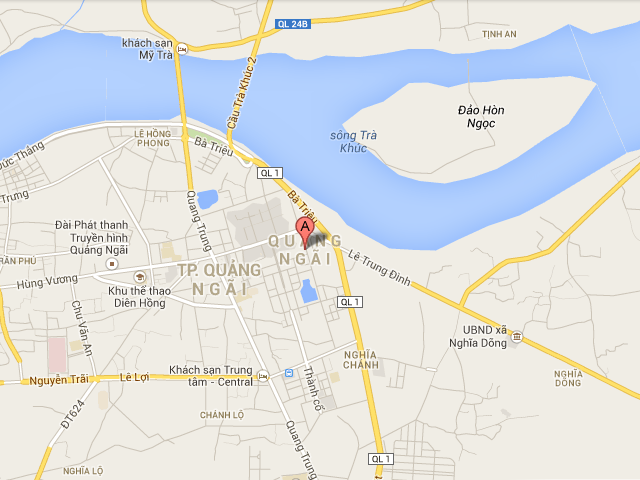 QL 24B
TỊNH AN
khách sạn
Mỹ Trà
Cầu Trà Khúc 2
Đảo Hòn
Ngọc
sông Trà
Khúc
LÊ HỒNG
PHONG
Bà Triệu
Đức Thắng
QL 1
Trưng
Bà Triệu
Quang Trung
Đài Phát thanh
Truyền hình
Quảng Ngãi
A
QUẢNG
NGÃI
Lê Trung Đình
TRẦN PHÚ
TP. QUẢNG
NGÃI
Hùng Vương
Khu thể thao
Diên Hồng
QL 1
Chu Văn An
UBND xã
Nghĩa Dõng
NGHĨA
CHÁNH
Khách sạn Trung
tâm - Central
Nguyễn Trãi
Lê Lợi
NGHĨA
DÕNG
Thành cổ
CHÁNH LỘ
ĐT624
Quang Trung
QL 1
NGHĨA LỘ